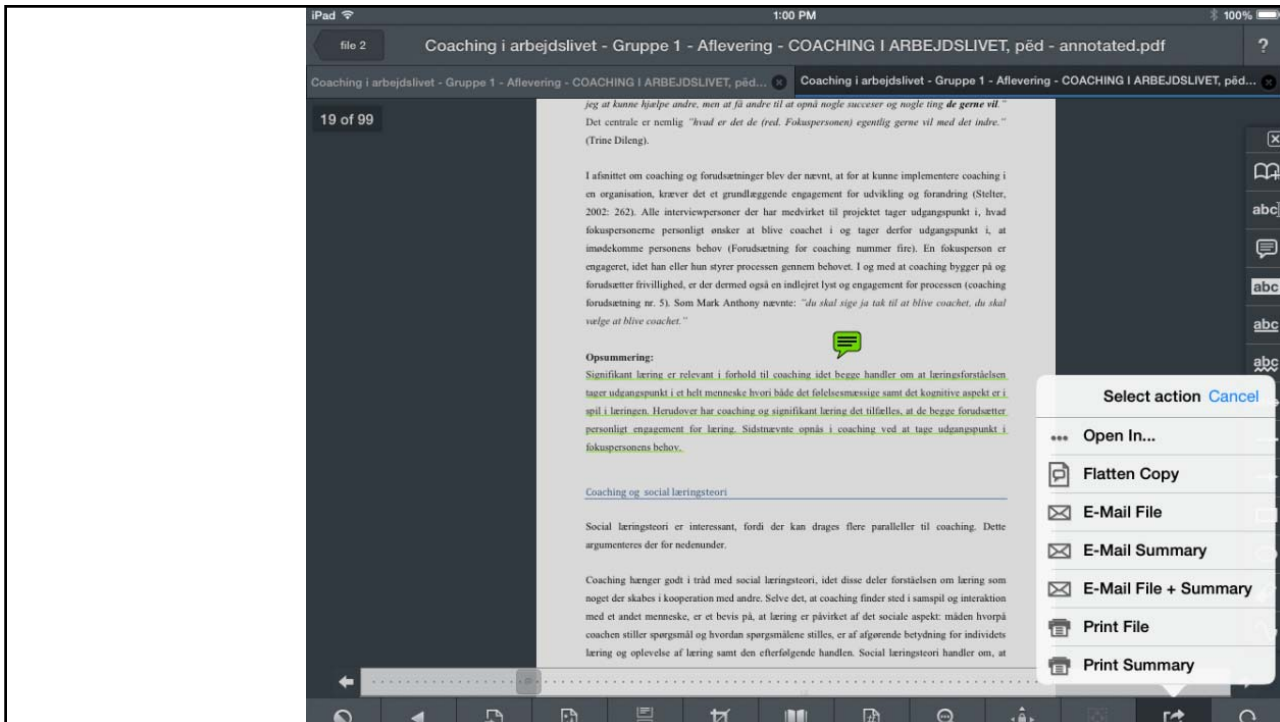 iPad 1:00 PM 100%
file 2 Coaching i arbejdslivet - Gruppe 1 - Aflevering - COACHING I ARBEJDSLIVET, pëd - annotated.pdf ?
Coaching i arbejdslivet - Gruppe 1 - Aflevering - COACHING I ARBEJDSLIVET, pëd... Coaching i arbejdslivet - Gruppe 1 - Aflevering - COACHING I ARBEJDSLIVET, pëd...
19 of 99
jeg at kunne hjælpe andre, men at få andre til at opnå nogle succeser og nogle ting de gerne vil."
Det centrale er nemlig "hvad er det de (red. Fokuspersonen) egentlig gerne vil med det indre."
(Trine Dileng).
I afsnittet om coaching og forudsætninger blev der nævnt, at for at kunne implementere coaching i
en organisation, kræver det et grundlæggende engagement for udvikling og forandring (Stelter,
2002: 262). Alle interviewpersoner der har medvirket til projektet tager udgangspunkt i, hvad
fokuspersonerne personligt ønsker at blive coachet i og tager derfor udgangspunkt i, at
imødekomme personens behov (Forudsætning for coaching nummer fire). En fokusperson er
engageret, idet han eller hun styrer processen gennem behovet. I og med at coaching bygger på og
forudsætter frivillighed, er der dermed også en indlejret lyst og engagement for processen (coaching
forudsætning nr. 5). Som Mark Anthony nævnte: "du skal sige ja tak til at blive coachet, du skal
vælge at blive coachet."
Opsummering:
Signifikant læring er relevant i forhold til coaching idet begge handler om at læringsforståelsen
tager udgangspunkt i et helt menneske hvori både det følelsesmæssige samt det kognitive aspekt er i
spil i læringen. Herudover har coaching og signifikant læring det tilfælles, at de begge forudsætter
personligt engagement for læring. Sidstnævnte opnås i coaching ved at tage udgangspunkt i
fokuspersonens behov.
Coaching og social læringsteori
Social læringsteori er interessant, fordi der kan drages flere paralleller til coaching. Dette
argumenteres der for nedenunder.
Coaching hænger godt i tråd med social læringsteori, idet disse deler forståelsen om læring som
noget der skabes i kooperation med andre. Selve det, at coaching finder sted i samspil og interaktion
med et andet menneske, er et bevis på, at læring er påvirket af det sociale aspekt: måden hvorpå
coachen stiller spørgsmål og hvordan spørgsmålene stilles, er af afgørende betydning for individets
læring og oplevelse af læring samt den efterfølgende handlen. Social læringsteori handler om, at
abc
abc
abc
abc
Select action Cancel
Open In...
Flatten Copy
E-Mail File
E-Mail Summary
E-Mail File + Summary
Print File
Print Summary